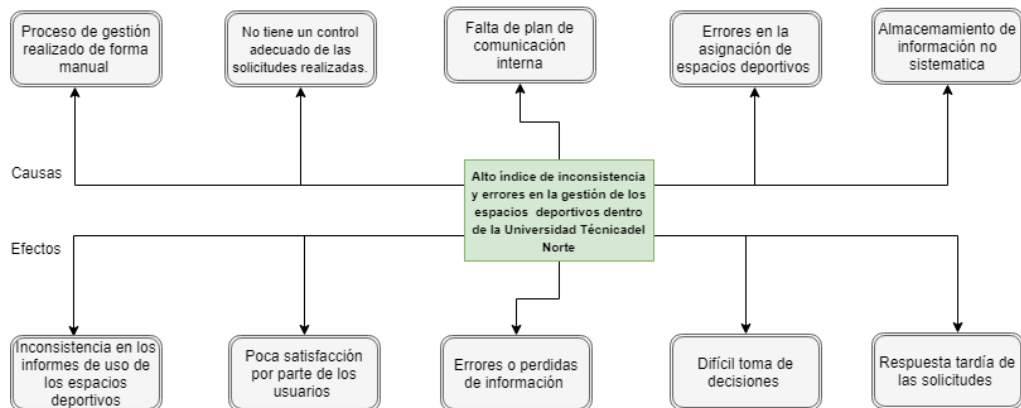 Proceso de gestión
realizado de forma
manual
No tiene un control
adecuado de las
solicitudes realizadas.
Falta de plan de
comunicación
interna
Errores en la
asignación de
espacios deportivos
Almacemamiento de
información no
sistematica
Causas
Alto índice de inconsistencia
y errores en la gestión de los
espacios deportivos dentro
de la Universidad Técnicadel
Norte
Efectos
Inconsistencia en los
informes de uso de
los espacios
deportivos
Poca satisfacción
por parte de los
usuarios
Errores o perdidas
de información
Difícil toma de
decisiones
Respuesta tardía de
las solicitudes